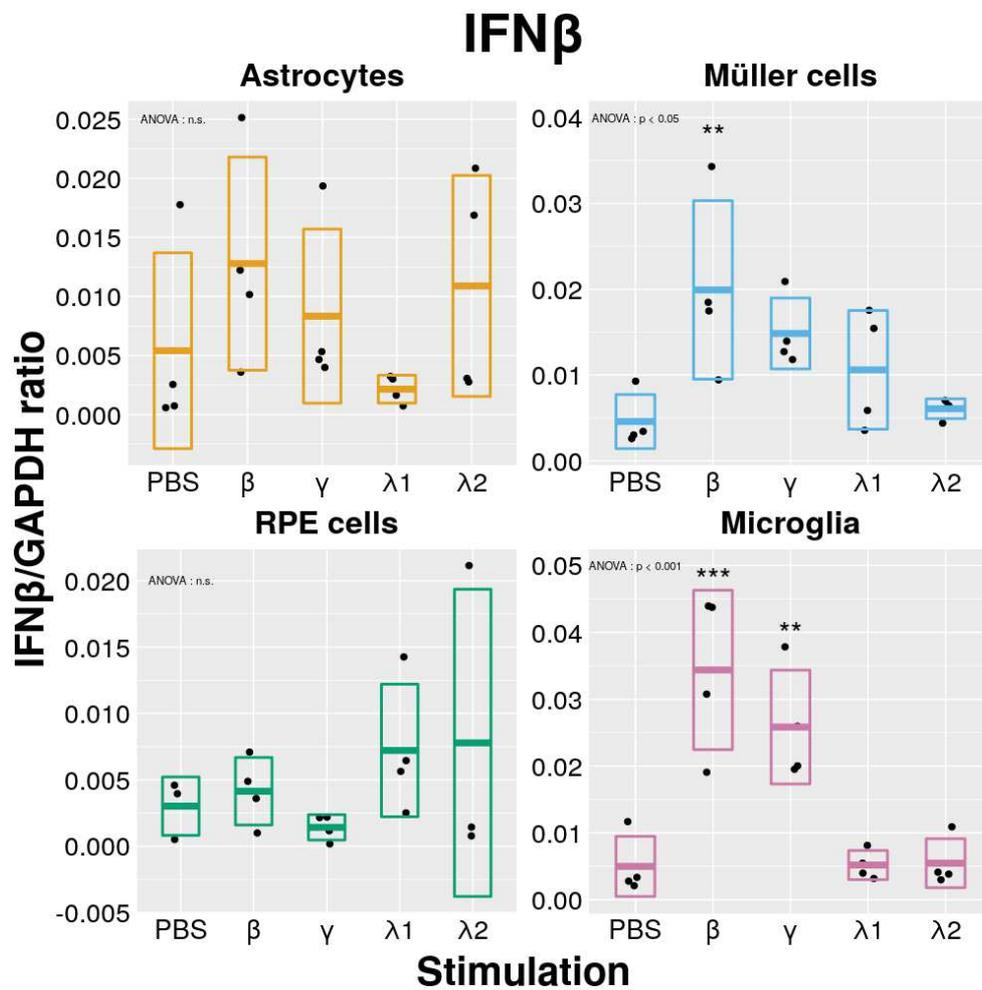 IFNβ
Astrocytes
ANOVA : n.s.
0.025
0.020
0.015
0.010
0.005
0.000
PBS β γ λ1 λ2
Müller cells
ANOVA : p < 0.05
**
0.04
0.03
0.02
0.01
0.00
PBS β γ λ1 λ2
IFNβ/GAPDH ratio
RPE cells
ANOVA : n.s.
0.020
0.015
0.010
0.005
0.000
-0.005
PBS β γ λ1 λ2
Microglia
ANOVA : p < 0.001
***
**
0.05
0.04
0.03
0.02
0.01
0.00
PBS β γ λ1 λ2
Stimulation